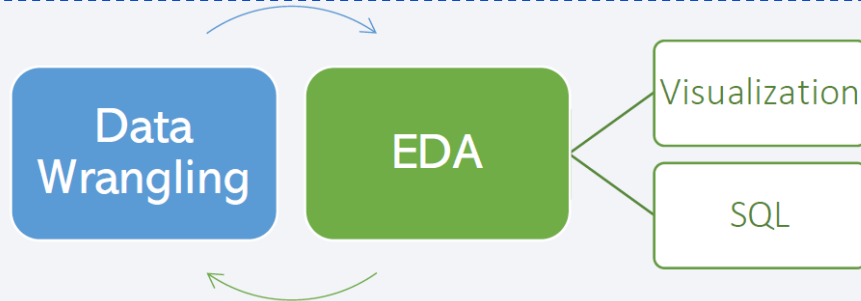 Data
Wrangling
EDA
Visualization
SQL